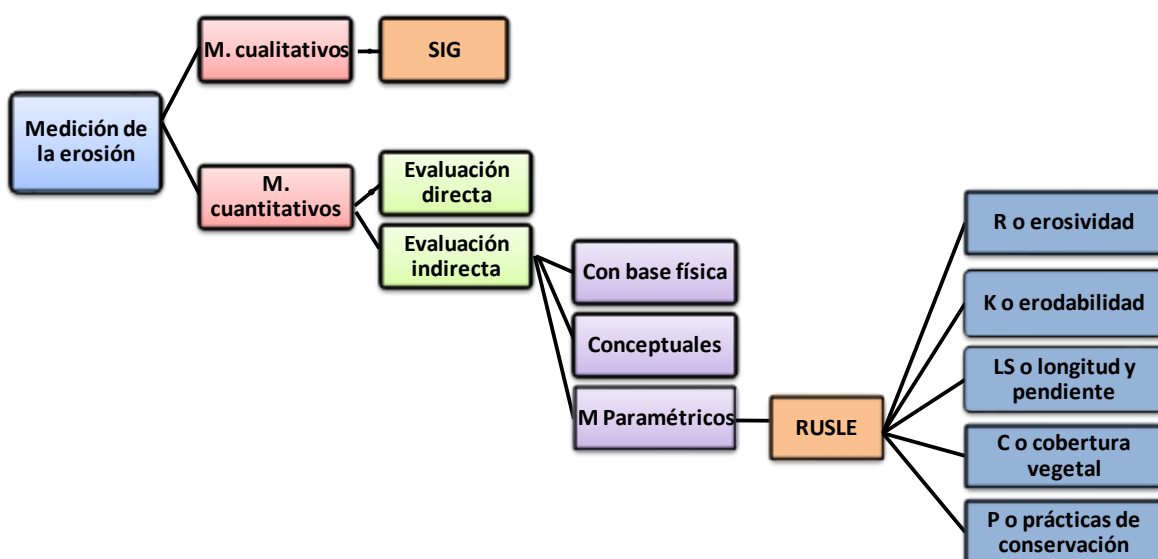 M. cualitativos
SIG
Medición de
la erosión
M.
cuantitativos
Evaluación
directa
Evaluación
indirecta
Con base física
Conceptuales
M Paramétricos
RUSLE
R o erosividad
K o erodabilidad
LS o longitud y
pendiente
C o cobertura
vegetal
P o prácticas de
conservación